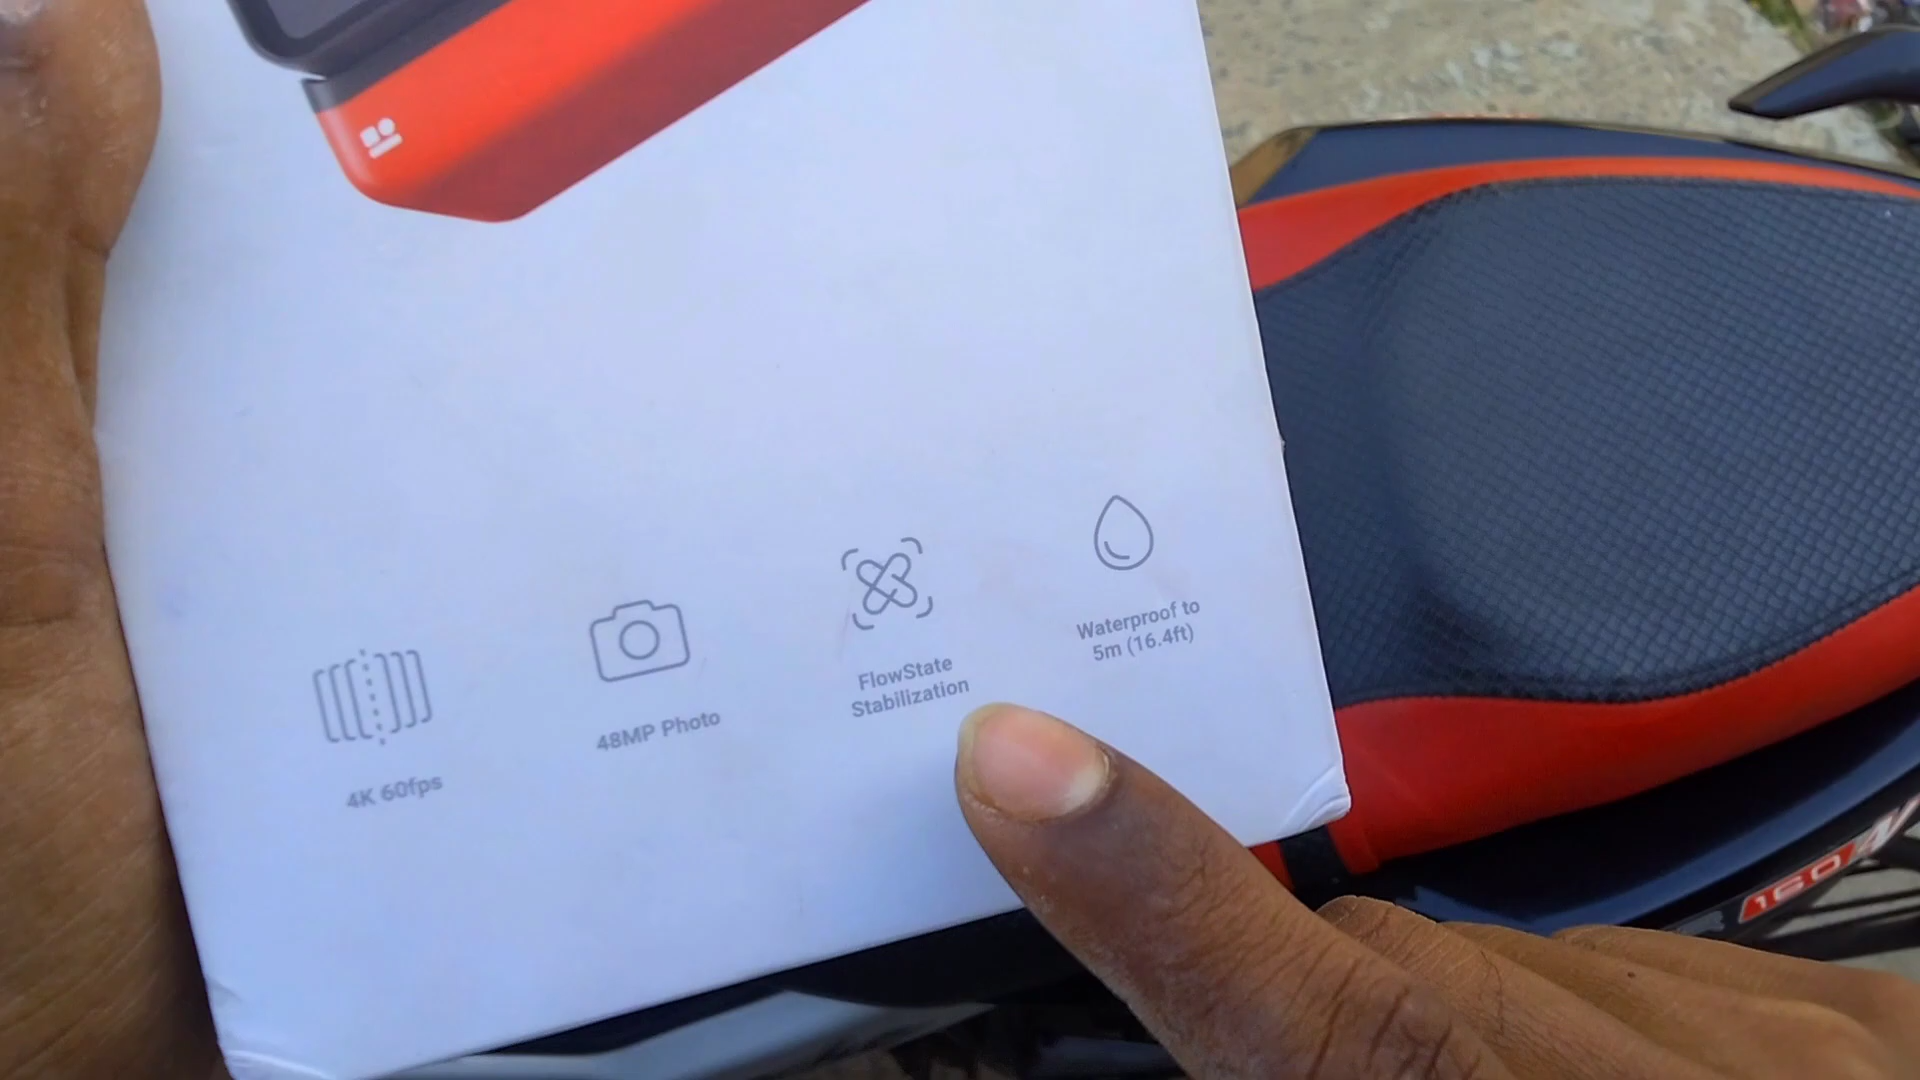 4K 60fps
48MP Photo
FlowState
Stabilization
Waterproof to
5m (16.4ft)
160